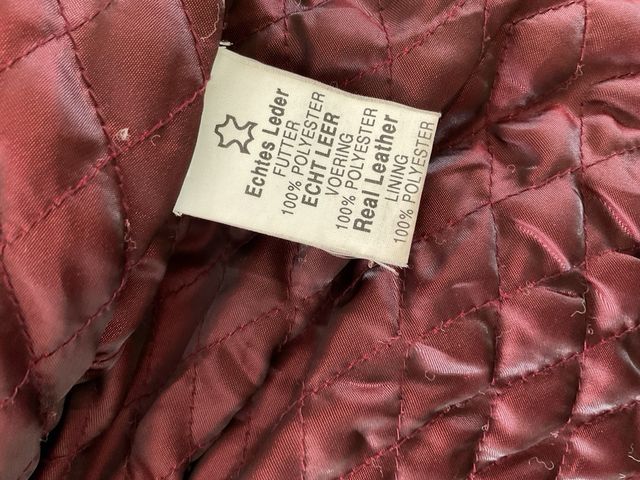 Echtes Leder
FUTTER
100% POLYESTER
ECHT LEER
VOERING
100% POLYESTER
Real Leather
LINING
100% POLYESTER